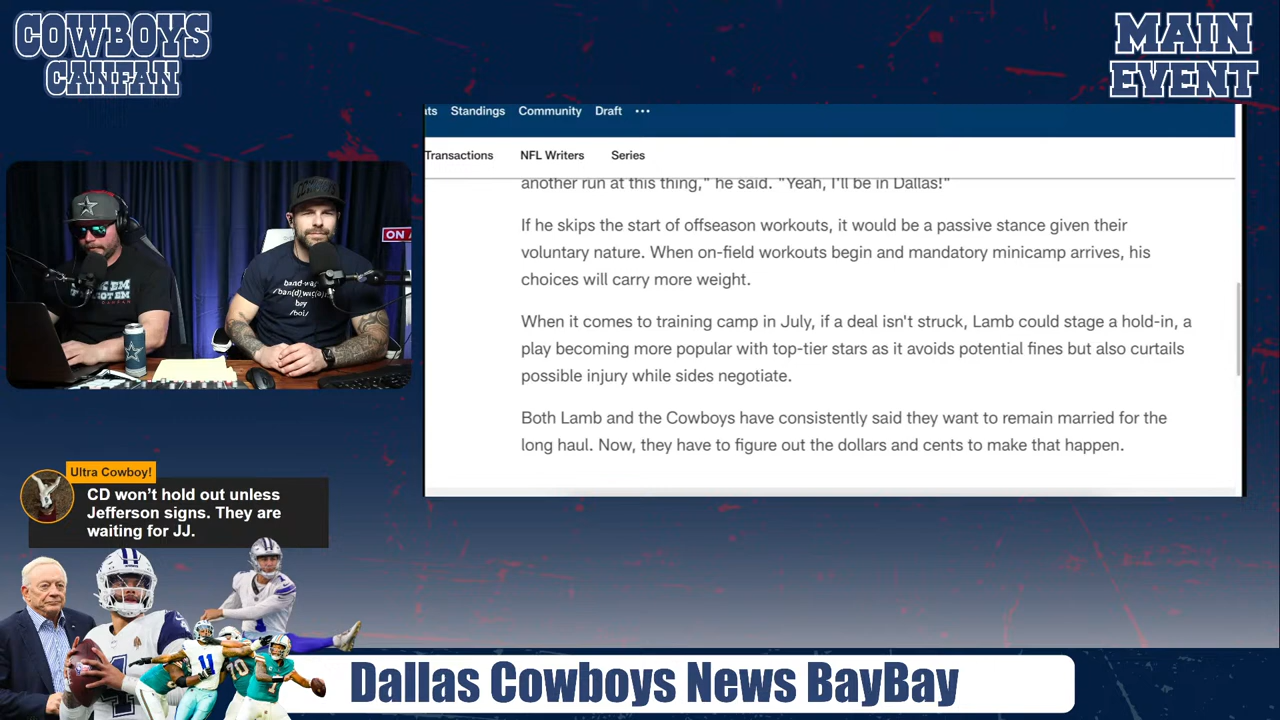 COWBOYS
CANFAN
MAIN
EVENT
Standings Community Draft ...
Transactions NFL Writers Series
another run at this thing," he said. "Yeah, I'll be in Dallas!"
If he skips the start of offseason workouts, it would be a passive stance given their
voluntary nature. When on-field workouts begin and mandatory minicamp arrives, his
choices will carry more weight.
When it comes to training camp in July, if a deal isn't struck, Lamb could stage a hold-in, a
play becoming more popular with top-tier stars as it avoids potential fines but also curtails
possible injury while sides negotiate.
Both Lamb and the Cowboys have consistently said they want to remain married for the
long haul. Now, they have to figure out the dollars and cents to make that happen.
ON
Ultra Cowboy!
CD won't hold out unless
Jefferson signs. They are
waiting for JJ.
Dallas Cowboys News BayBay